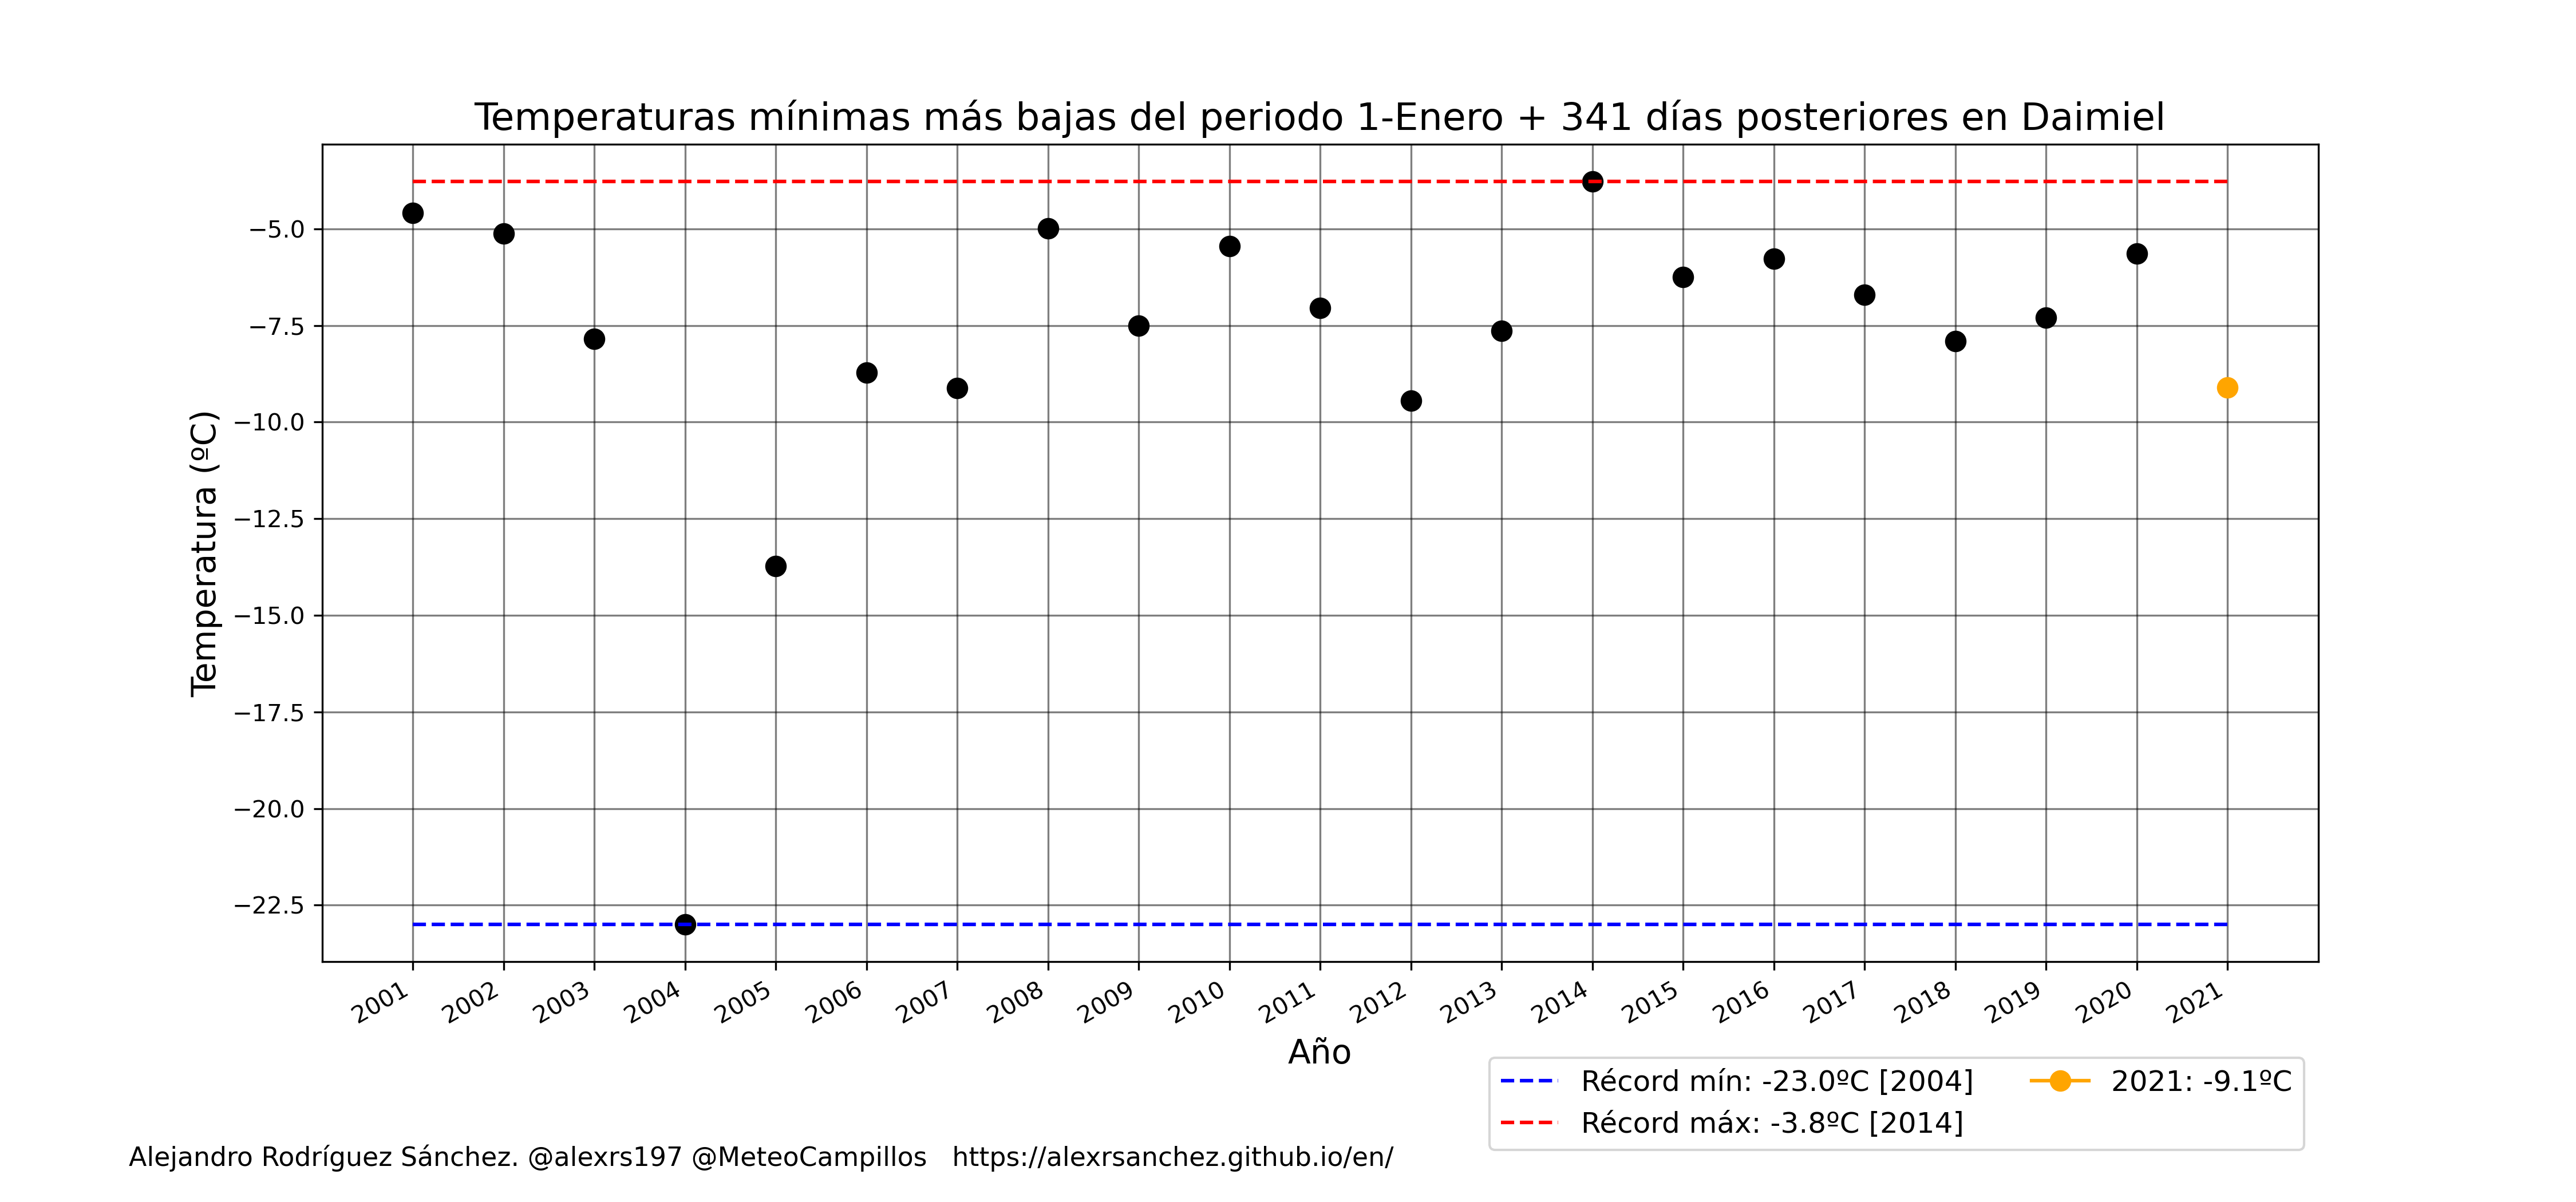 Temperaturas mínimas más bajas del periodo 1-Enero + 341 días posteriores en Daimiel
Temperatura (ºC)
−5.0
−7.5
−10.0
−12.5
−15.0
−17.5
−20.0
−22.5
2001 2002 2003 2004 2005 2006 2007 2008 2009 2010 2011 2012 2013 2014 2015 2016 2017 2018 2019 2020 2021
Año
Récord mín: -23.0ºC [2004]
Récord máx: -3.8ºC [2014]
2021: -9.1ºC
Alejandro Rodríguez Sánchez. @alexrs197 @MeteoCampillos https://alexrsanchez.github.io/en/